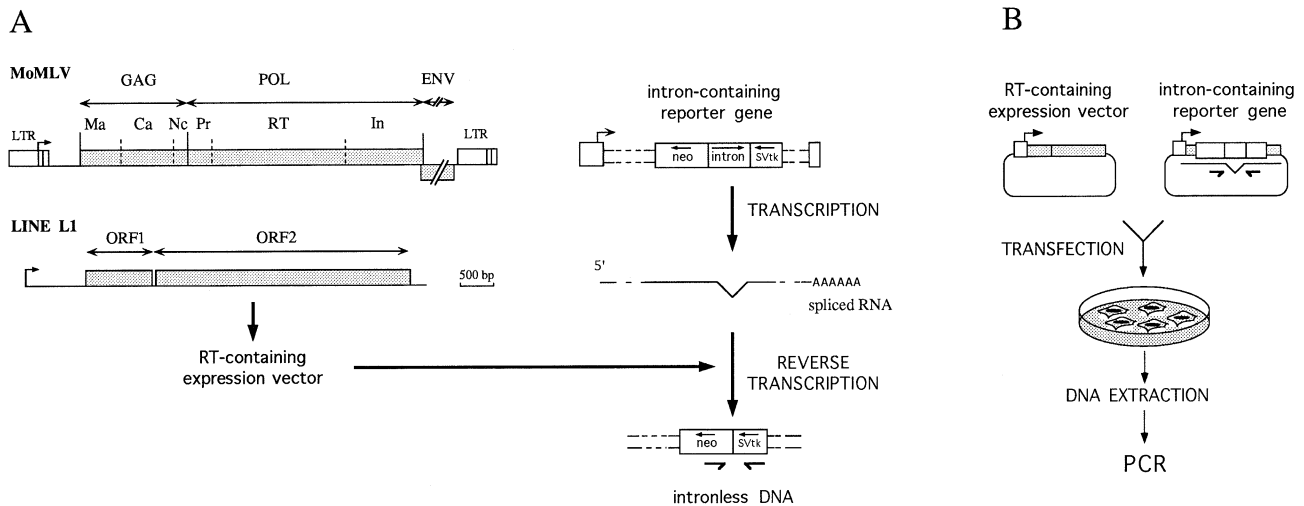 A
MoMLV
GAG POL ENV
LTR Ma Ca Nc Pr RT In LTR
LINE L1
ORF1 ORF2
500 bp
RT-containing
expression vector
intron-containing
reporter gene
neo intron SVtk
TRANSCRIPTION
5'
AAAAAA
spliced RNA
REVERSE
TRANSCRIPTION
neo SVtk
intronless DNA
B
RT-containing
expression vector
intron-containing
reporter gene
TRANSFECTION
DNA EXTRACTION
PCR